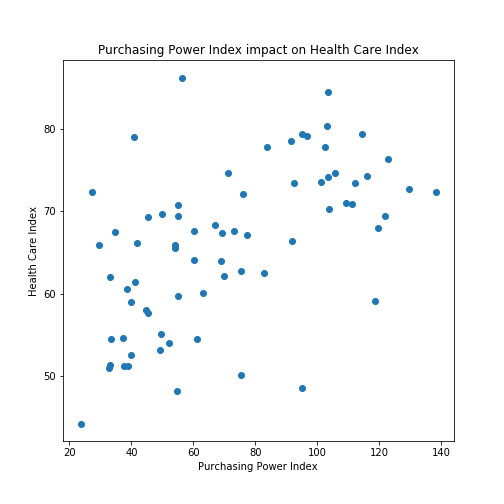 Purchasing Power Index impact on Health Care Index
Health Care Index
80
70
60
50
20 40 60 80 100 120 140
Purchasing Power Index